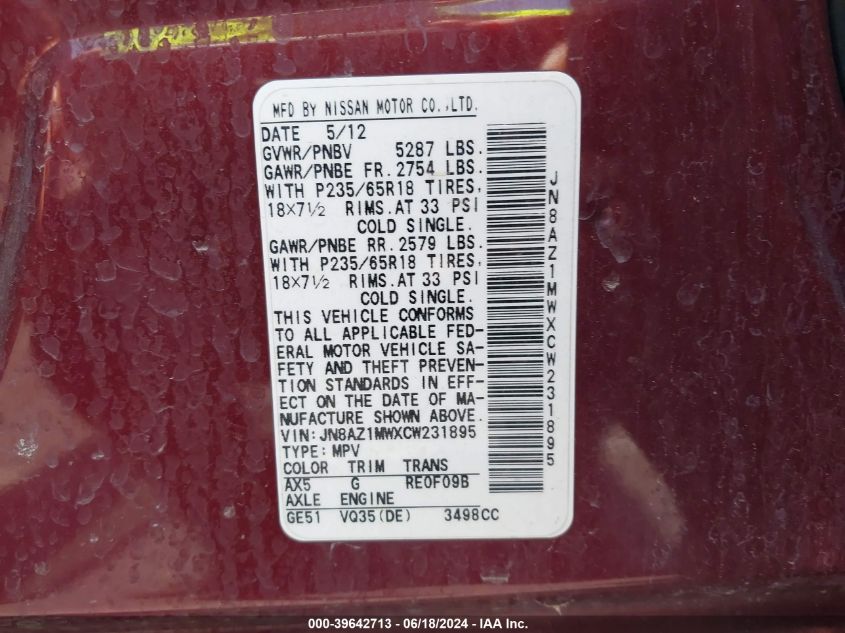 MFD BY NISSAN MOTOR CO.,LTD.
DATE 5/12
GVWR/PNBV 5287 LBS.
GAWR/PNBE FR. 2754 LBS.
WITH P235/65R18 TIRES,
18×7½ RIMS.AT 33 PSI
COLD SINGLE.
GAWR/PNBE RR. 2579 LBS.
WITH P235/65R18 TIRES,
18×7½ RIMS.AT 33 PSI
COLD SINGLE.
THIS VEHICLE CONFORMS
TO ALL APPLICABLE FED-
ERAL MOTOR VEHICLE SA-
FETY AND THEFT PREVEN-
TION STANDARDS IN EFF-
ECT ON THE DATE OF MA-
NUFACTURE SHOWN ABOVE.
VIN: JN8AZ1MWXCW231895
TYPE: MPV
COLOR TRIM TRANS
AX5 G RE0F09B
AXLE ENGINE
GE51 VQ35(DE) 3498CC
JN8AZ1MWXCW231895
000-39642713 - 06/18/2024 - IAA, Inc.